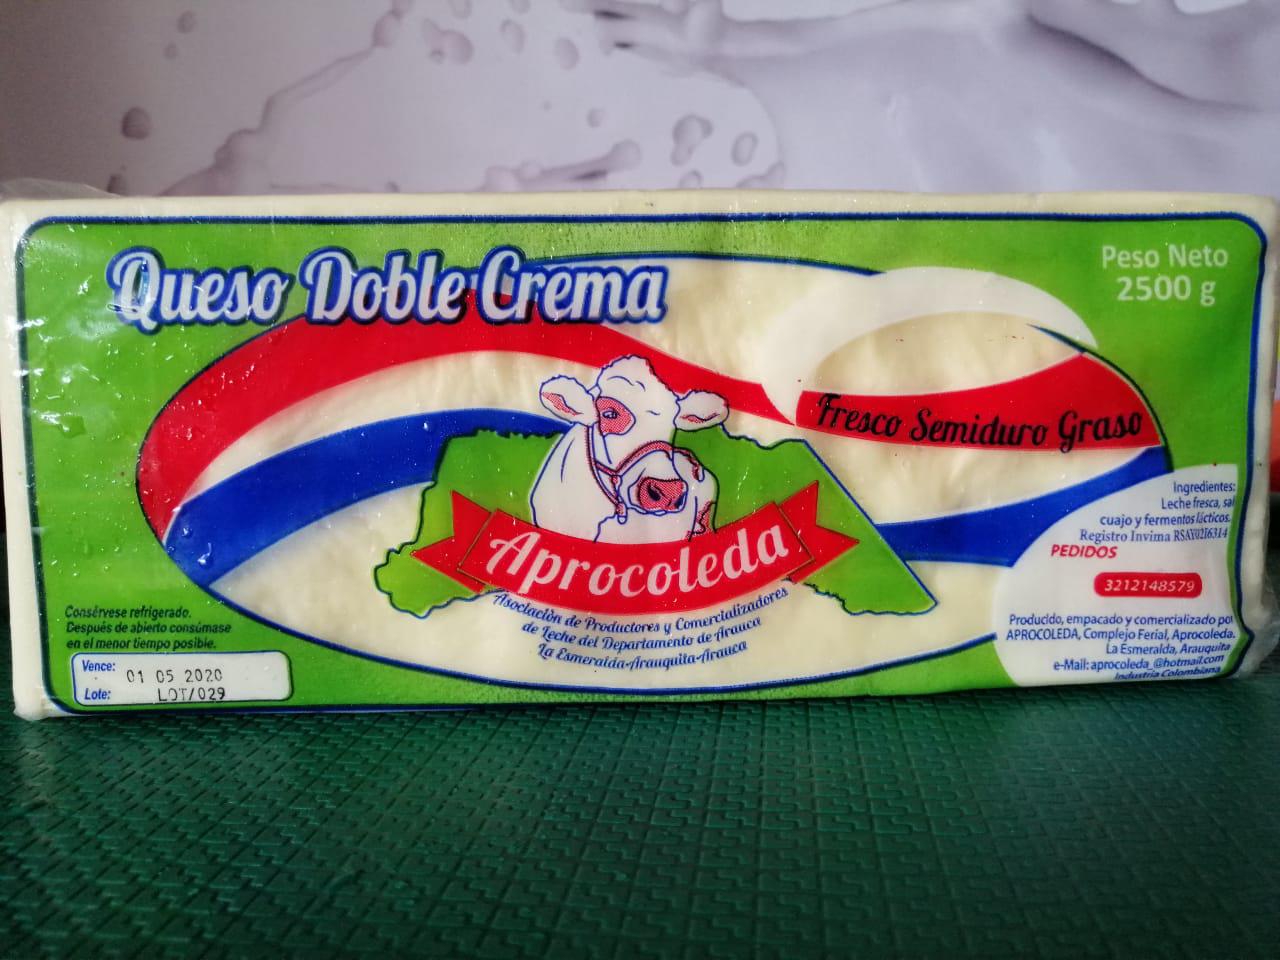 Queso Doble Crema
Peso Neto
2500 g
Fresco Semiduro Graso
Aprocoleda
Asociación de Productores y Comercializadores
de Leche del Departamento de Arauca
La Esmeralda-Arauquita-Arauca
Ingredientes:
Leche fresca, sal
cuajo y fermentos lácticos.
Registro Invima RSAY02I6314
PEDIDOS
3212148579
Producido, empacado y comercializado por
APROCOLEDA, Complejo Ferial, Aprocoleda.
La Esmeralda, Arauquita
e-Mail: aprocoleda_@hotmail.com
Industria Colombiana
Consérvese refrigerado.
Después de abierto consúmase
en el menor tiempo posible.
Vence: 01 05 2020
Lote: LOT/029